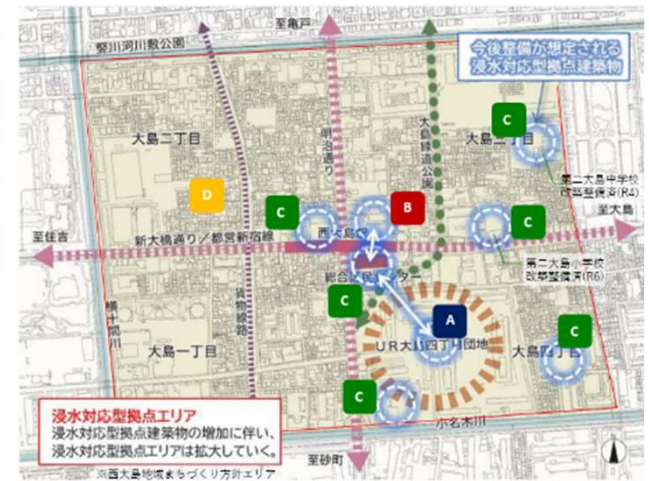 至亀戸
竪川河川敷公園
今後整備が想定される
浸水対応型拠点建築物
明治通り
大島緑道公園
大島二丁目
C
大島三丁目
第二大島中学校
改築整備済(R4)
D
C
B
C
至大島
西大島
至住吉
新大橋通り／都営新宿線
第二大島小学校
改築整備済(R6)
総合区民センター
横十間川
貨物線路
C
A
C
大島一丁目
UR大島四丁目団地
大島四丁目
C
小名木川
浸水対応型拠点エリア
浸水対応型拠点建築物の増加に伴い、
浸水対応型拠点エリアは拡大していく。
至砂町
※西大島地域まちづくり方針エリア